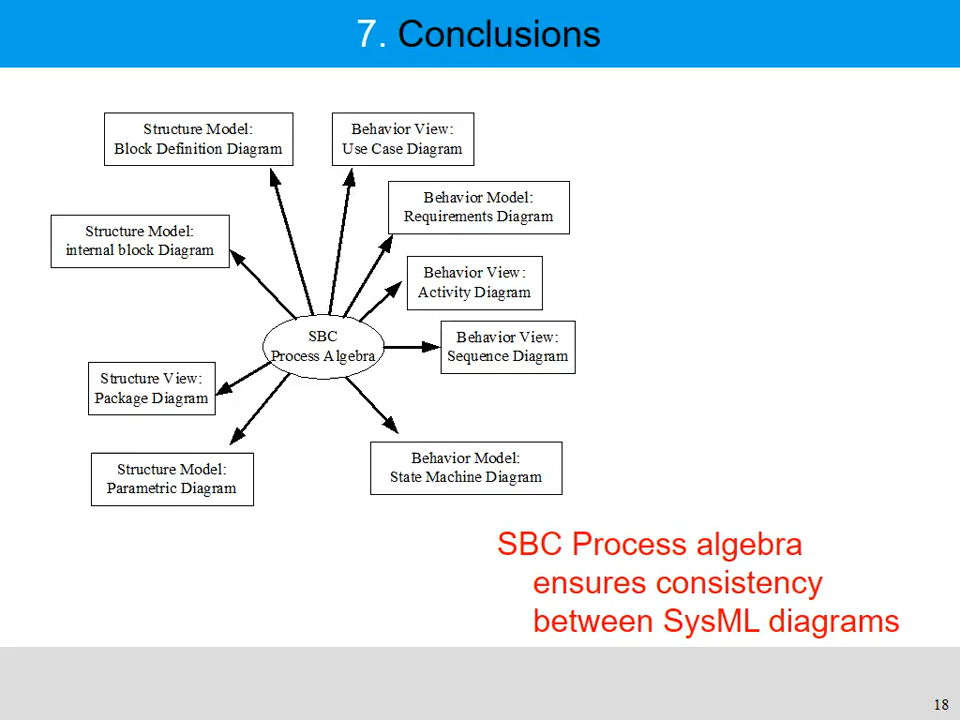 7. Conclusions
Structure Model:
Block Definition Diagram
Behavior View:
Use Case Diagram
Behavior Model:
Requirements Diagram
Structure Model:
internal block Diagram
Behavior View:
Activity Diagram
SBC
Process Algebra
Behavior View:
Sequence Diagram
Structure View:
Package Diagram
Structure Model:
Parametric Diagram
Behavior Model:
State Machine Diagram
SBC Process algebra
ensures consistency
between SysML diagrams
18